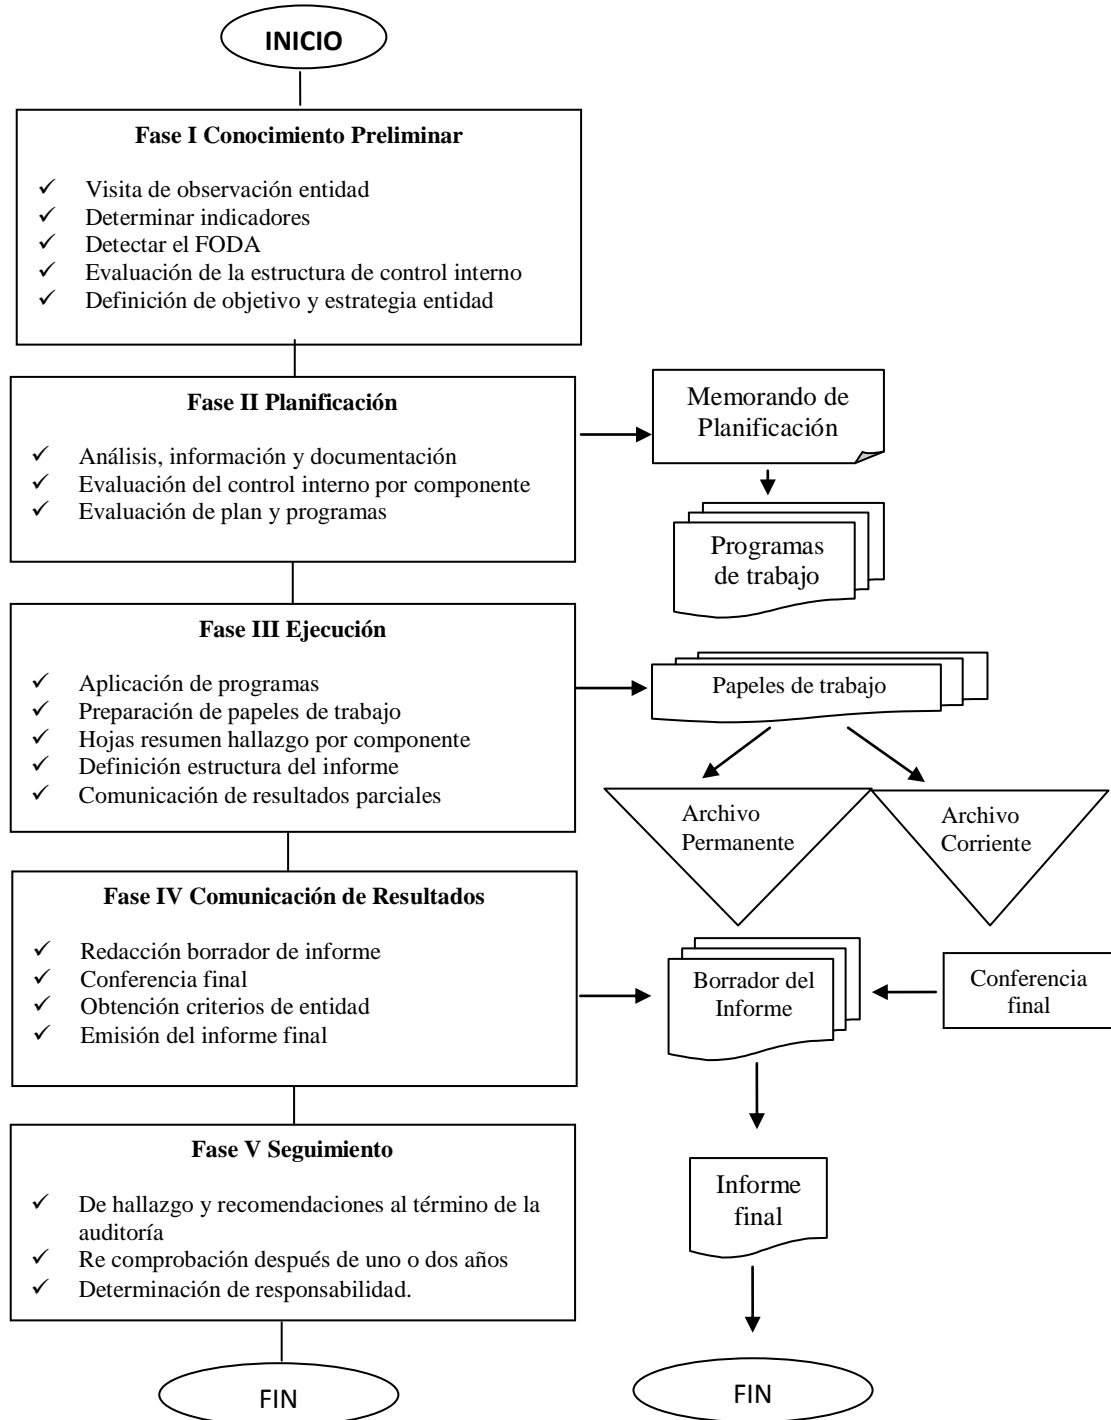 INICIO
Fase I Conocimiento Preliminar
✓ Visita de observación entidad
✓ Determinar indicadores
✓ Detectar el FODA
✓ Evaluación de la estructura de control interno
✓ Definición de objetivo y estrategia entidad
Fase II Planificación
✓ Análisis, información y documentación
✓ Evaluación del control interno por componente
✓ Evaluación de plan y programas
Memorando de
Planificación
Programas
de trabajo
Fase III Ejecución
✓ Aplicación de programas
✓ Preparación de papeles de trabajo
✓ Hojas resumen hallazgo por componente
✓ Definición estructura del informe
✓ Comunicación de resultados parciales
Papeles de trabajo
Archivo
Permanente
Archivo
Corriente
Fase IV Comunicación de Resultados
✓ Redacción borrador de informe
✓ Conferencia final
✓ Obtención criterios de entidad
✓ Emisión del informe final
Borrador del
Informe
Conferencia
final
Fase V Seguimiento
✓ De hallazgo y recomendaciones al término de la
auditoría
✓ Re comprobación después de uno o dos años
✓ Determinación de responsabilidad.
Informe
final
FIN
FIN